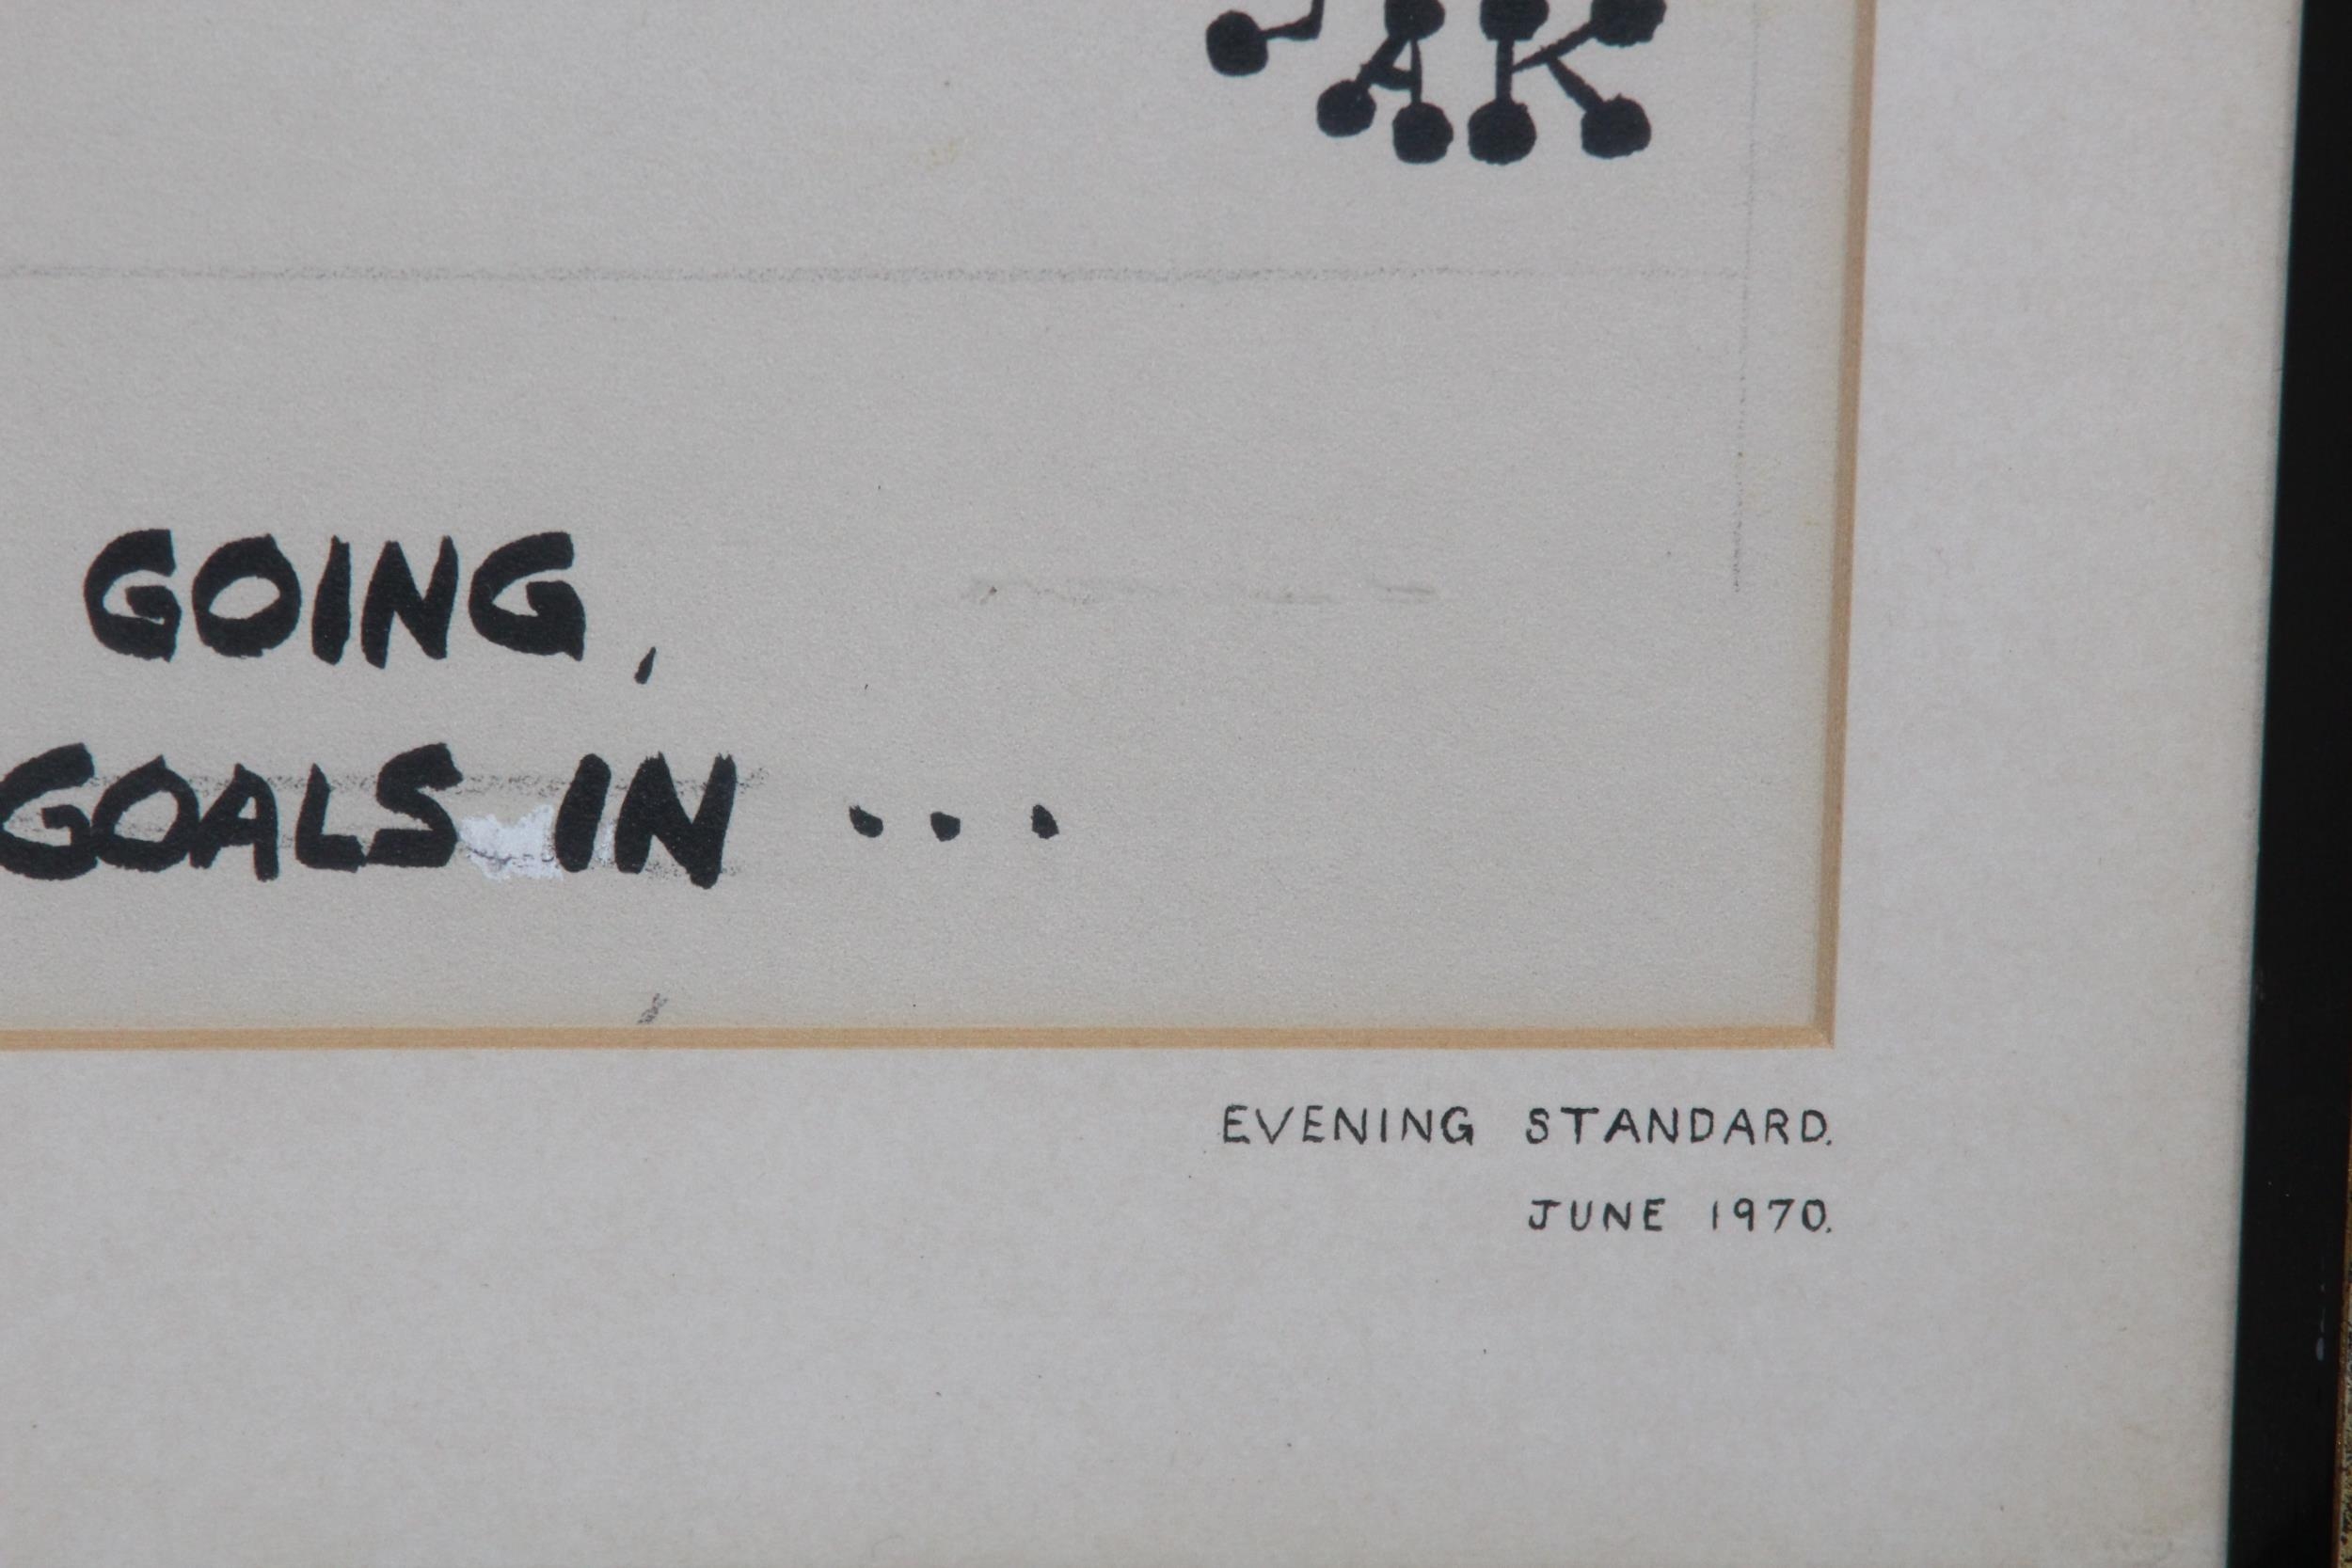 JAK
GOING,
GOALS IN ...
EVENING STANDARD.
JUNE 1970.